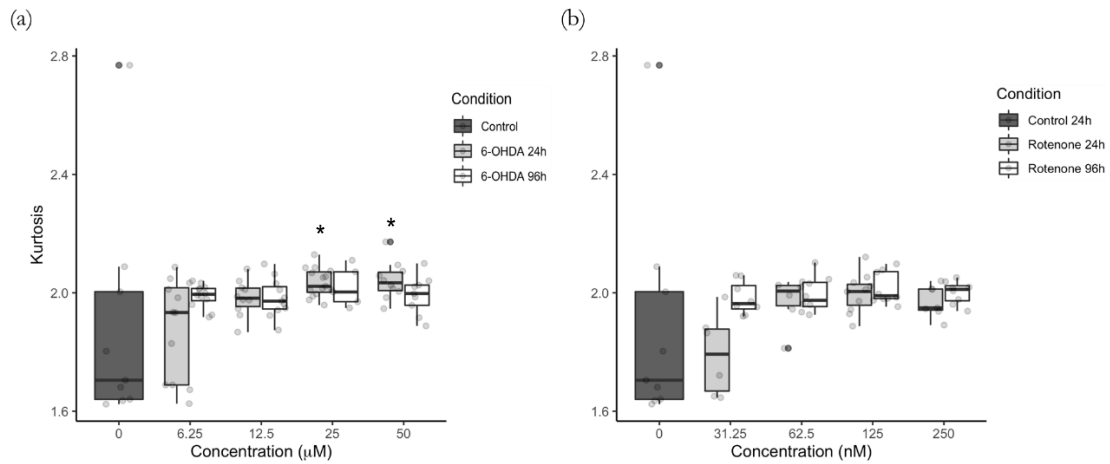 (a)
2.8
2.4
2.0
1.6
Kurtosis
* *
0 6.25 12.5 25 50
Concentration (μM)
Condition
Control
6-OHDA 24h
6-OHDA 96h
(b)
2.8
2.4
2.0
1.6
0 31.25 62.5 125 250
Concentration (nM)
Condition
Control 24h
Rotenone 24h
Rotenone 96h